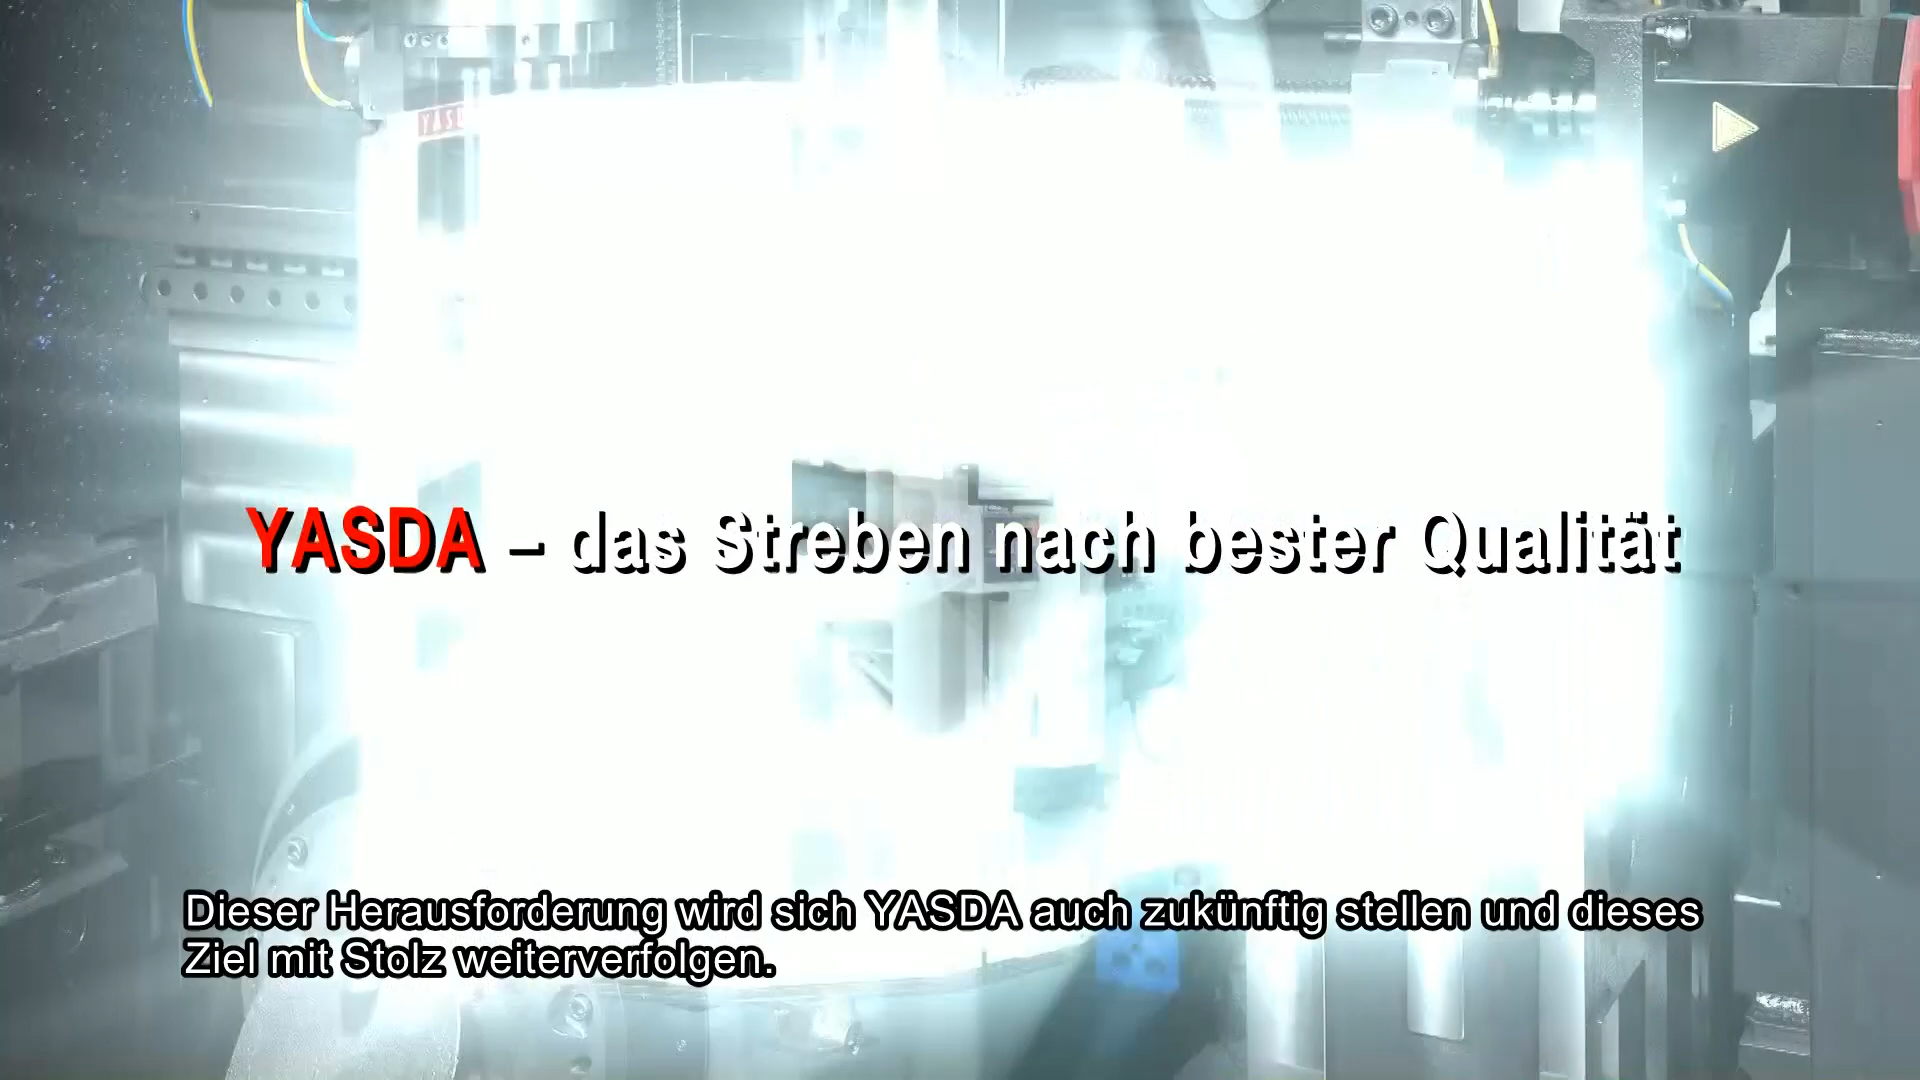 YASDA – das Streben nach bester Qualität
Dieser Herausforderung wird sich YASDA auch zukünftig stellen und dieses
Ziel mit Stolz weiterverfolgen.